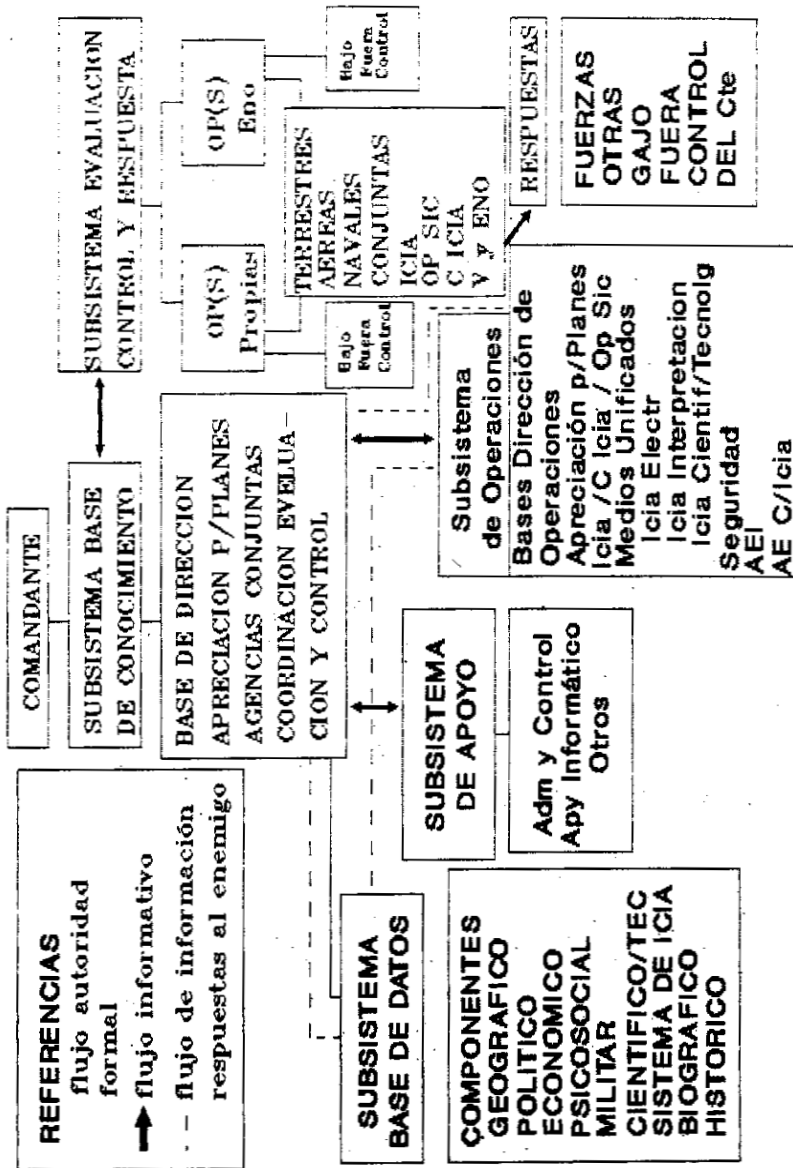 REFERENCIAS
flujo autoridad
formal
flujo informativo
flujo de información
respuestas al enemigo
COMANDANTE
SUBSISTEMA BASE
DE CONOCIMIENTO
SUBSISTEMA EVALUACION
CONTROL Y RESPUESTA
BASE DE DIRECCION
APRECIACION P/PLANES
AGENCIAS CONJUNTAS
COORDINACION EVELUA-
CION Y CONTROL
OP(S)
Propias
OP(S)
Eno
Bajo
Fuera
Control
Bajo
Fuera
Control
TERRESTRES
AEREAS
NAVALES
CONJUNTAS
ICIA
OP SIC
C ICIA
V y ENO
RESPUESTAS
SUBSISTEMA
BASE DE DATOS
COMPONENTES
GEOGRAFICO
POLITICO
ECONOMICO
PSICOSOCIAL
MILITAR
CIENTIFICO/TEC
SISTEMA DE ICIA
BIOGRAFICO
HISTORICO
SUBSISTEMA
DE APOYO
Adm y Control
Apy Informático
Otros
Subsistema
de Operaciones
Bases Dirección de
Operaciones
Apreciación p/Planes
Icia /C Icia / Op Sic
Medios Unificados
Icia Electr
Icia Interpretacion
Icia Cientif/Tecnolg
Seguridad
AEI
AE C/Icia
FUERZAS
OTRAS
GAJO
FUERA
CONTROL
DEL Cte